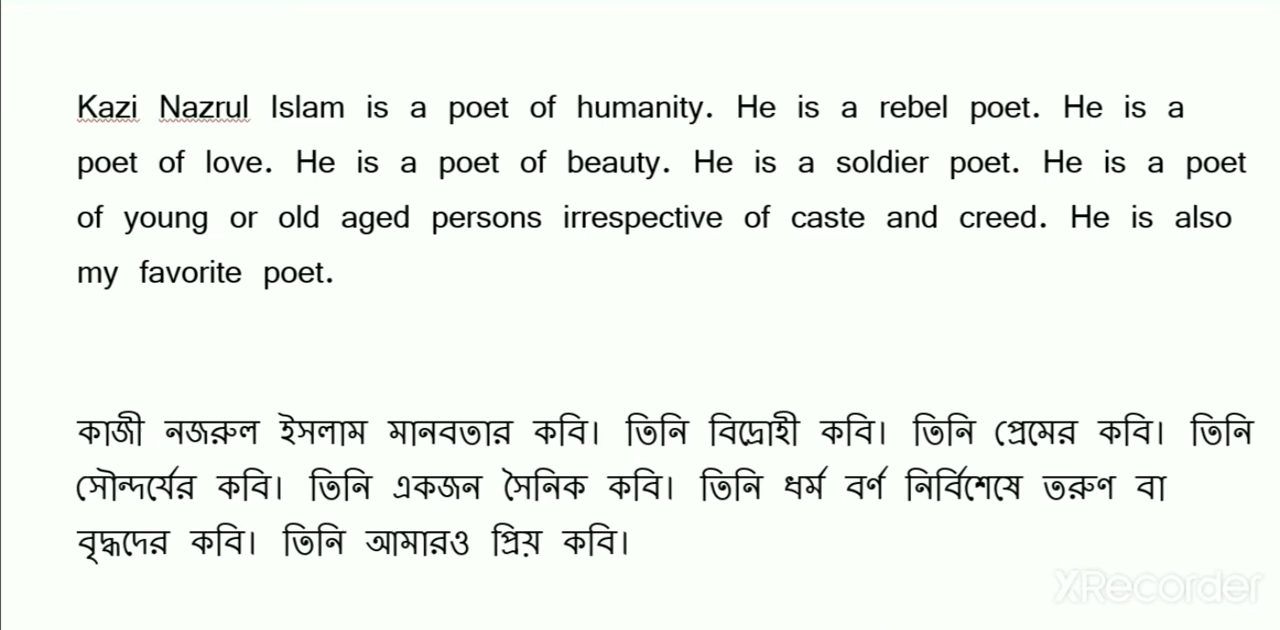 Kazi Nazrul Islam is a poet of humanity. He is a rebel poet. He is a
poet of love. He is a poet of beauty. He is a soldier poet. He is a poet
of young or old aged persons irrespective of caste and creed. He is also
my favorite poet.
কাজী নজরুল ইসলাম মানবতার কবি। তিনি বিদ্রোহী কবি। তিনি প্রেমের কবি। তিনি
সৌন্দর্যের কবি। তিনি একজন সৈনিক কবি। তিনি ধর্ম বর্ণ নির্বিশেষে তরুণ বা
বৃদ্ধদের কবি। তিনি আমারও প্রিয় কবি।
XRecorder